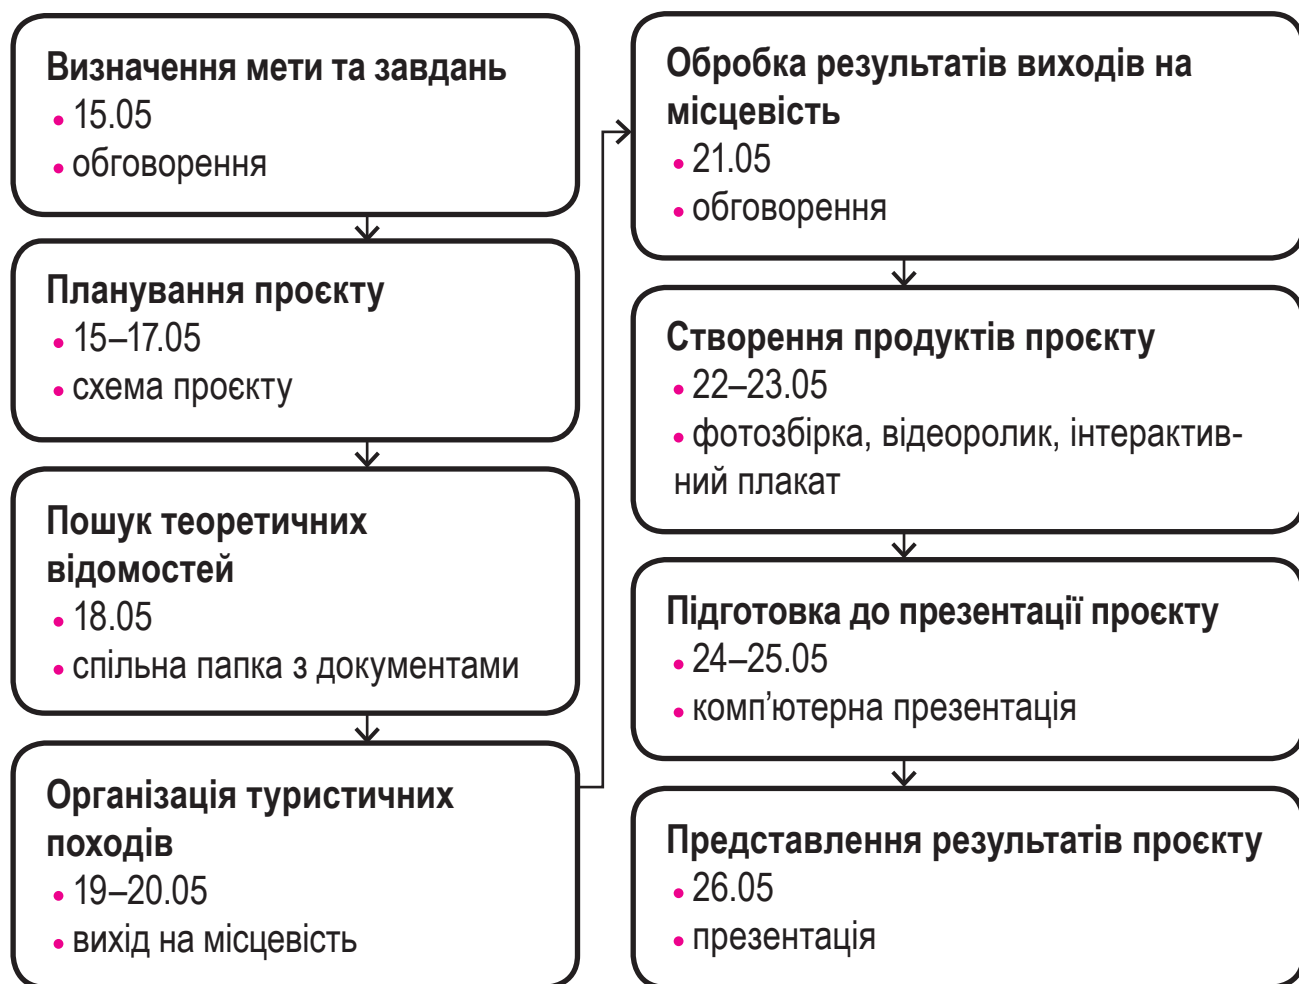 Визначення мети та завдань
• 15.05
• обговорення
Планування проєкту
• 15–17.05
• схема проєкту
Пошук теоретичних
відомостей
• 18.05
• спільна папка з документами
Організація туристичних
походів
• 19–20.05
• вихід на місцевість
Обробка результатів виходів на
місцевість
• 21.05
• обговорення
Створення продуктів проєкту
• 22–23.05
• фотозбірка, відеоролик, інтерактив-
ний плакат
Підготовка до презентації проєкту
• 24–25.05
• комп’ютерна презентація
Представлення результатів проєкту
• 26.05
• презентація